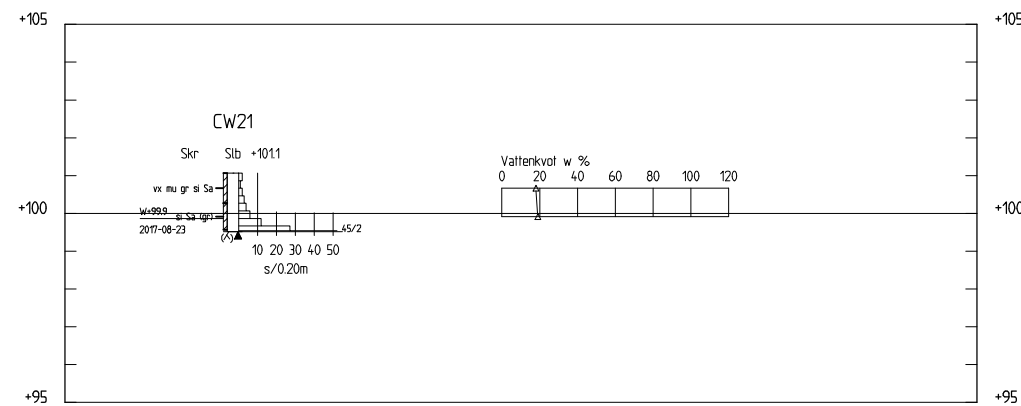 +105 +105
CW21
Skr Slb +101.1
Vattenkvot w %
vx mu gr si Sa
0 20 40 60 80 100 120
W+99.9
si Sa (gr)
+100 +100
2017-08-23
45/2
10 20 30 40 50
s/0.20m
+95 +95